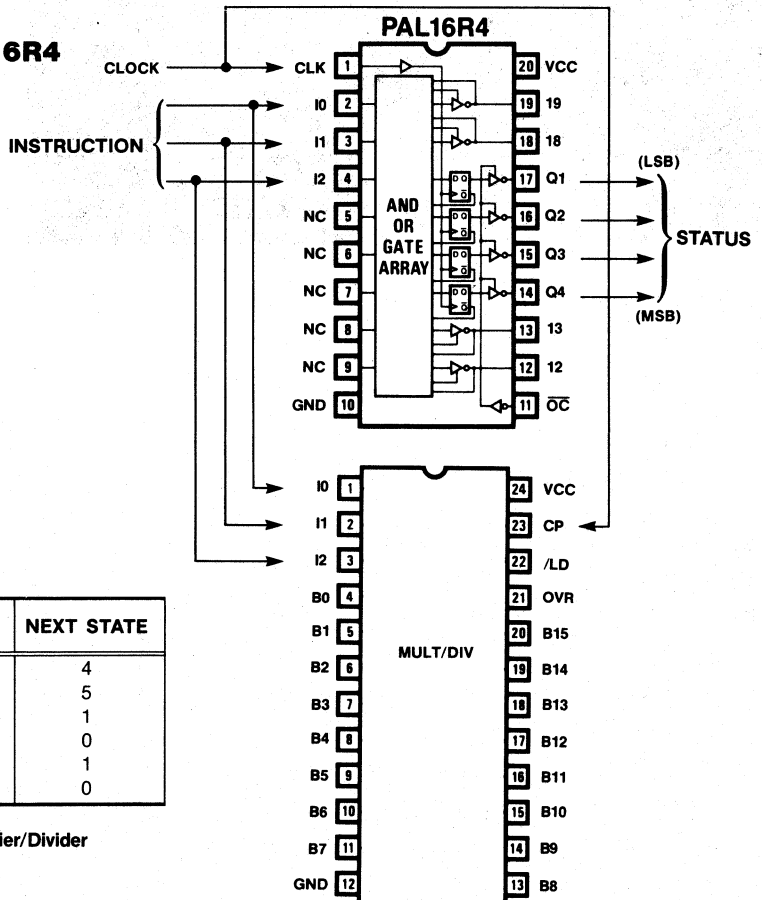 6R4
PAL16R4
CLOCK
CLK 1 20 VCC
I0 2 19 19
INSTRUCTION
I1 3 18 18
(LSB)
I2 4 17 Q1
NC 5 16 Q2
STATUS
NC 6 15 Q3
NC 7 14 Q4
(MSB)
NC 8 13 13
NC 9 12 12
GND 10 11 OC
AND
OR
GATE
ARRAY
D Q
Q
D Q
Q
D Q
Q
D Q
Q
I0 1 24 VCC
I1 2 23 CP
I2 3 22 /LD
B0 4 21 OVR
B1 5 20 B15
MULT/DIV
B2 6 19 B14
B3 7 18 B13
B4 8 17 B12
B5 9 16 B11
B6 10 15 B10
B7 11 14 B9
GND 12 13 B8
NEXT STATE
4
5
1
0
1
0
ier/Divider